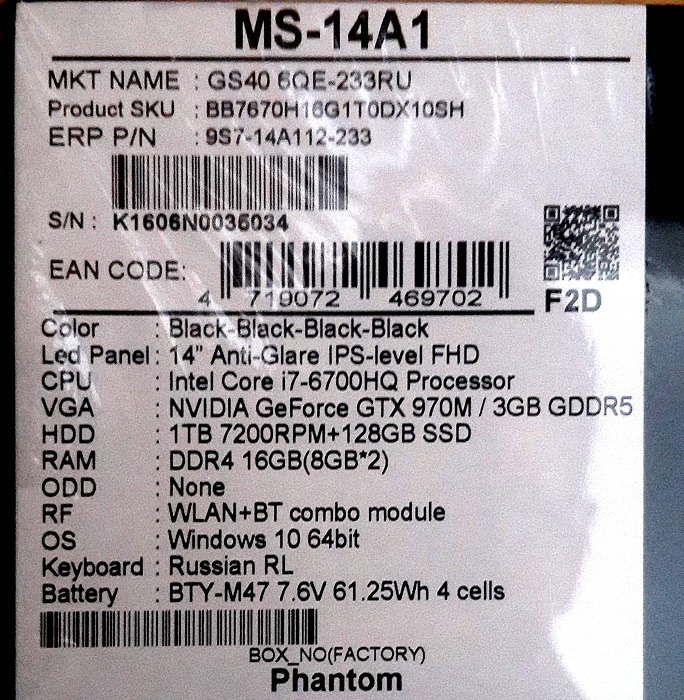 MS-14A1
MKT NAME : GS40 6QE-233RU
Product SKU : BB7670H16G1T0DX10SH
ERP P/N : 9S7-14A112-233
S/N : K1606N0035034
EAN CODE:
4 719072 469702
F2D
Color : Black-Black-Black-Black
Led Panel : 14" Anti-Glare IPS-level FHD
CPU : Intel Core i7-6700HQ Processor
VGA : NVIDIA GeForce GTX 970M / 3GB GDDR5
HDD : 1TB 7200RPM+128GB SSD
RAM : DDR4 16GB(8GB*2)
ODD : None
RF : WLAN+BT combo module
OS : Windows 10 64bit
Keyboard : Russian RL
Battery : BTY-M47 7.6V 61.25Wh 4 cells
BOX_NO(FACTORY)
Phantom